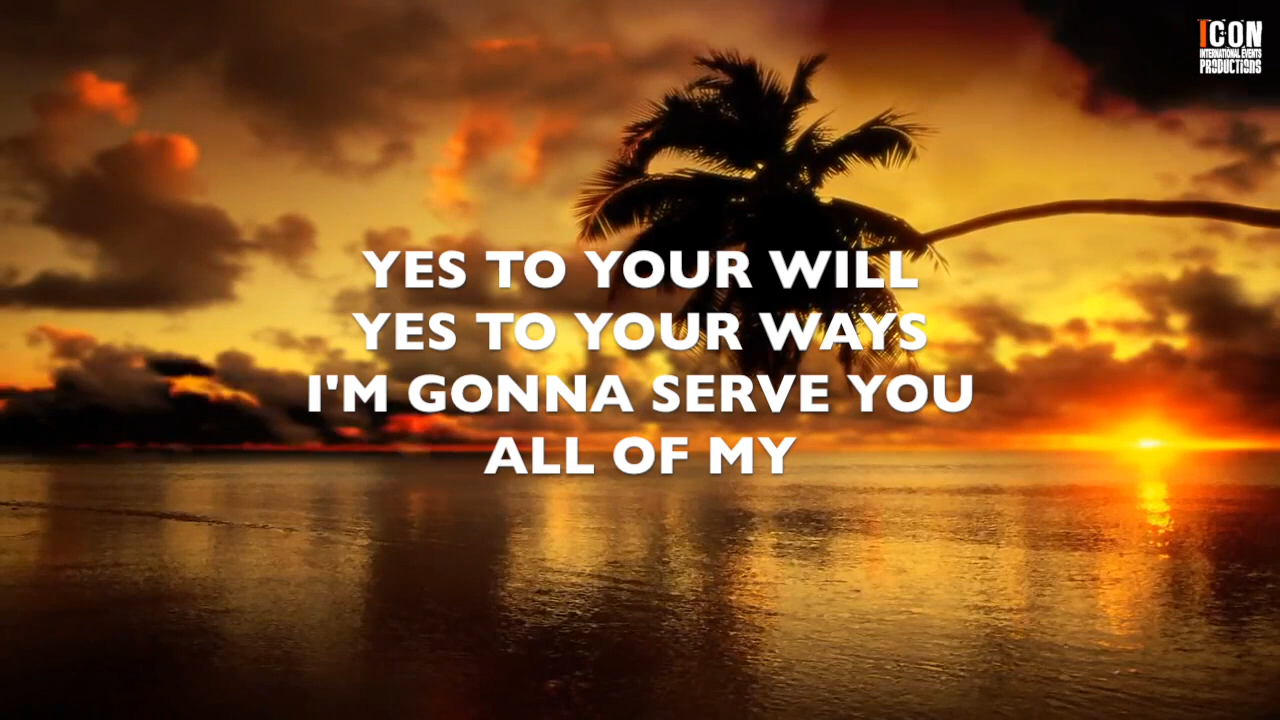 ICON
INTERNATIONAL EVENTS
PRODUCTIONS
YES TO YOUR WILL
YES TO YOUR WAYS
I'M GONNA SERVE YOU
ALL OF MY